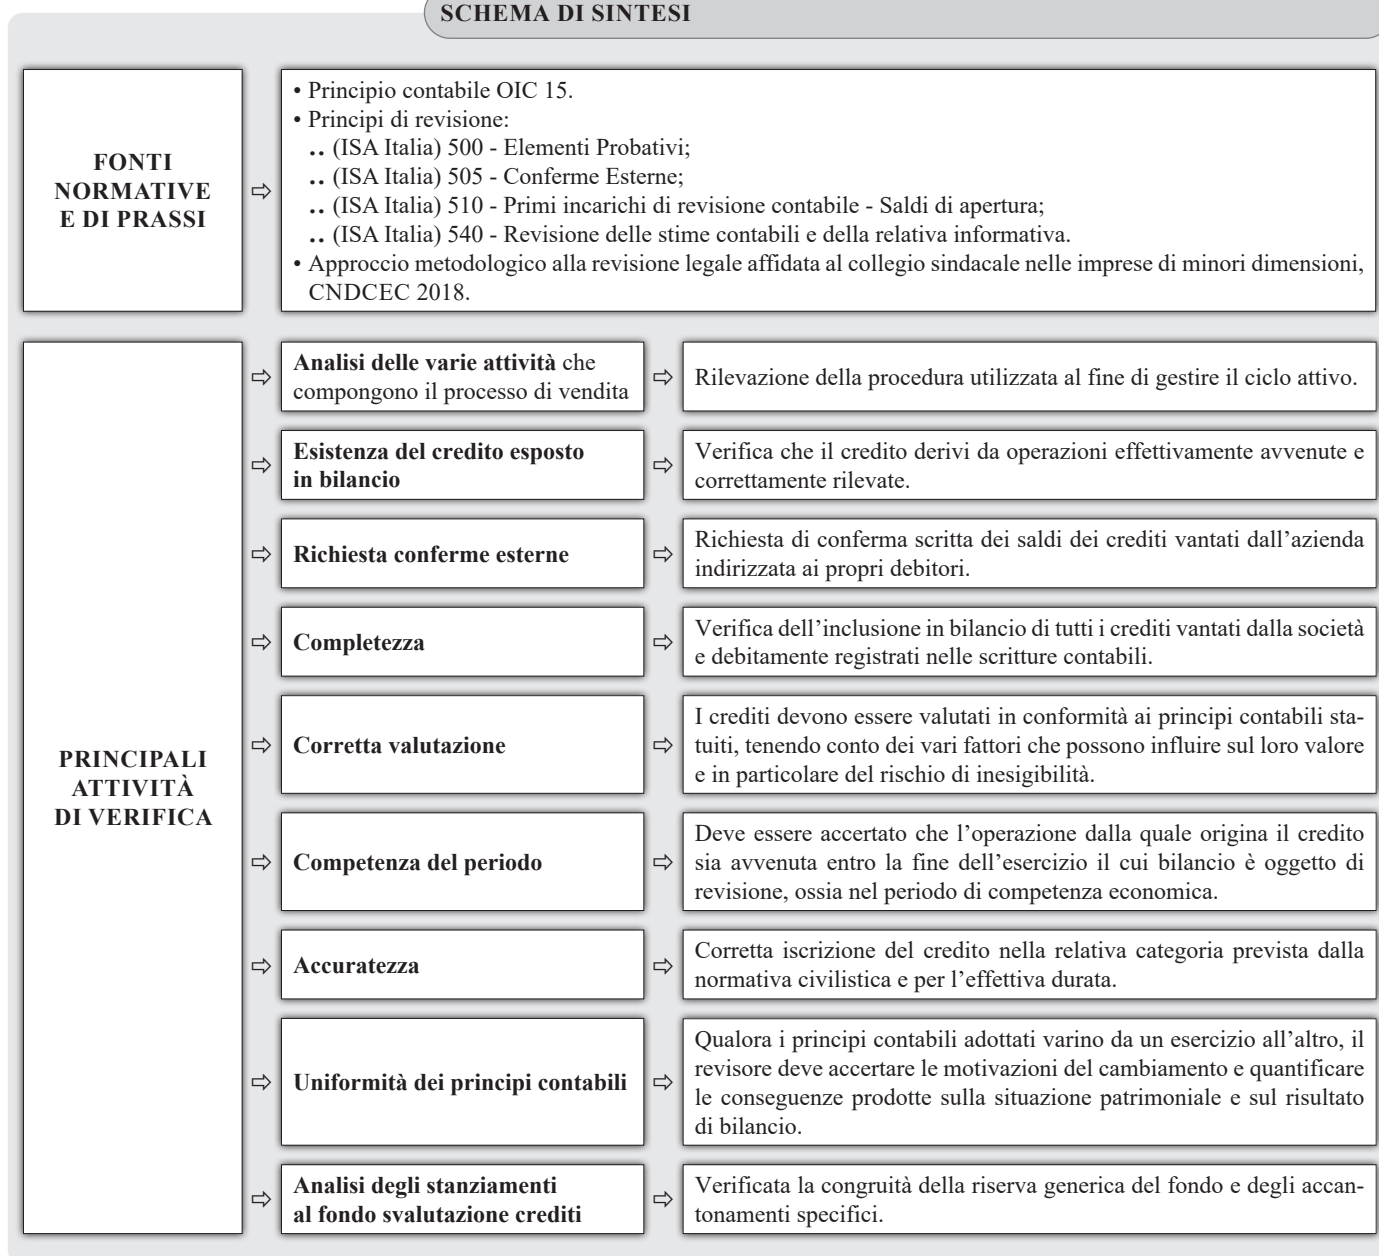 SCHEMA DI SINTESI
FONTI
NORMATIVE
E DI PRASSI
⇨
• Principio contabile OIC 15.
• Principi di revisione:
.. (ISA Italia) 500 - Elementi Probativi;
.. (ISA Italia) 505 - Conferme Esterne;
.. (ISA Italia) 510 - Primi incarichi di revisione contabile - Saldi di apertura;
.. (ISA Italia) 540 - Revisione delle stime contabili e della relativa informativa.
• Approccio metodologico alla revisione legale affidata al collegio sindacale nelle imprese di minori dimensioni,
CNDCEC 2018.
PRINCIPALI
ATTIVITÀ
DI VERIFICA
⇨
Analisi delle varie attività che
compongono il processo di vendita
⇨
Rilevazione della procedura utilizzata al fine di gestire il ciclo attivo.
⇨
Esistenza del credito esposto
in bilancio
⇨
Verifica che il credito derivi da operazioni effettivamente avvenute e
correttamente rilevate.
⇨
Richiesta conferme esterne
⇨
Richiesta di conferma scritta dei saldi dei crediti vantati dall’azienda
indirizzata ai propri debitori.
⇨
Completezza
⇨
Verifica dell’inclusione in bilancio di tutti i crediti vantati dalla società
e debitamente registrati nelle scritture contabili.
⇨
Corretta valutazione
⇨
I crediti devono essere valutati in conformità ai principi contabili sta-
tuiti, tenendo conto dei vari fattori che possono influire sul loro valore
e in particolare del rischio di inesigibilità.
⇨
Competenza del periodo
⇨
Deve essere accertato che l’operazione dalla quale origina il credito
sia avvenuta entro la fine dell’esercizio il cui bilancio è oggetto di
revisione, ossia nel periodo di competenza economica.
⇨
Accuratezza
⇨
Corretta iscrizione del credito nella relativa categoria prevista dalla
normativa civilistica e per l’effettiva durata.
⇨
Uniformità dei principi contabili
⇨
Qualora i principi contabili adottati varino da un esercizio all’altro, il
revisore deve accertare le motivazioni del cambiamento e quantificare
le conseguenze prodotte sulla situazione patrimoniale e sul risultato
di bilancio.
⇨
Analisi degli stanziamenti
al fondo svalutazione crediti
⇨
Verificata la congruità della riserva generica del fondo e degli accan-
tonamenti specifici.